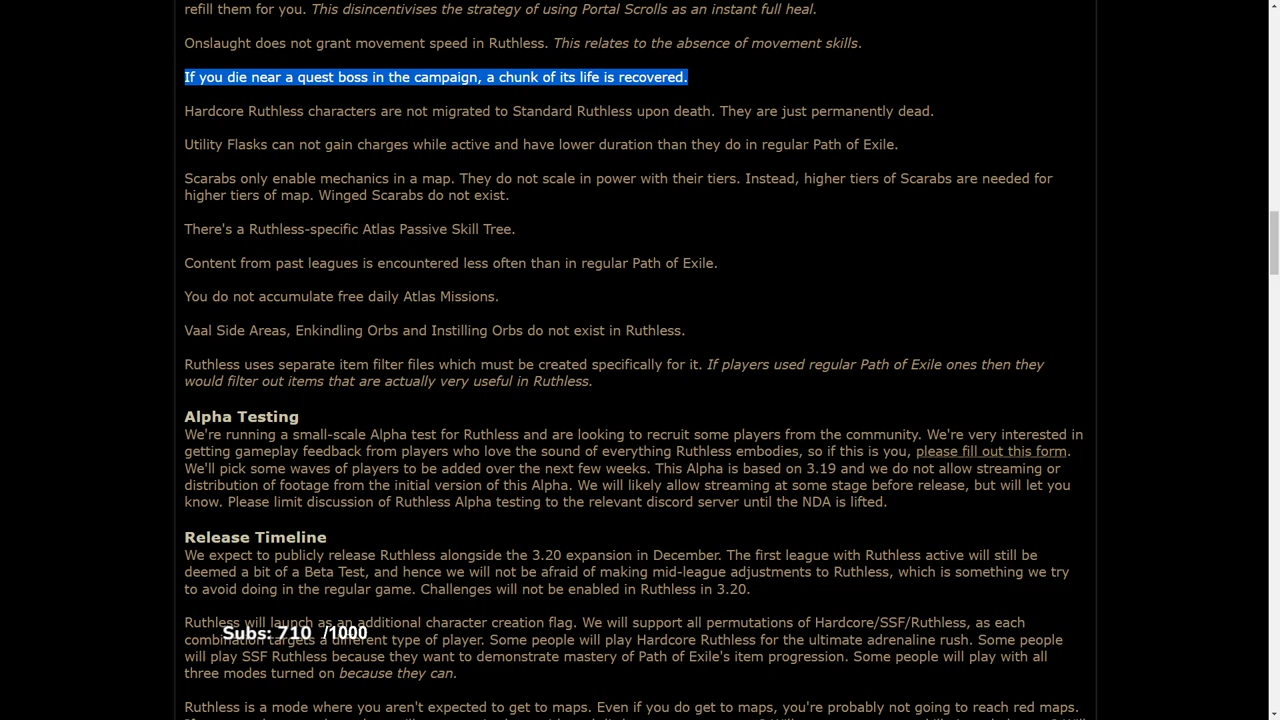 refill them for you. This disincentivises the strategy of using Portal Scrolls as an instant full heal.
Onslaught does not grant movement speed in Ruthless. This relates to the absence of movement skills.
If you die near a quest boss in the campaign, a chunk of its life is recovered.
Hardcore Ruthless characters are not migrated to Standard Ruthless upon death. They are just permanently dead.
Utility Flasks can not gain charges while active and have lower duration than they do in regular Path of Exile.
Scarabs only enable mechanics in a map. They do not scale in power with their tiers. Instead, higher tiers of Scarabs are needed for
higher tiers of map. Winged Scarabs do not exist.
There's a Ruthless-specific Atlas Passive Skill Tree.
Content from past leagues is encountered less often than in regular Path of Exile.
You do not accumulate free daily Atlas Missions.
Vaal Side Areas, Enkindling Orbs and Instilling Orbs do not exist in Ruthless.
Ruthless uses separate item filter files which must be created specifically for it. If players used regular Path of Exile ones then they
would filter out items that are actually very useful in Ruthless.
Alpha Testing
We're running a small-scale Alpha test for Ruthless and are looking to recruit some players from the community. We're very interested in
getting gameplay feedback from players who love the sound of everything Ruthless embodies, so if this is you, please fill out this form.
We'll pick some waves of players to be added over the next few weeks. This Alpha is based on 3.19 and we do not allow streaming or
distribution of footage from the initial version of this Alpha. We will likely allow streaming at some stage before release, but will let you
know. Please limit discussion of Ruthless Alpha testing to the relevant discord server until the NDA is lifted.
Release Timeline
We expect to publicly release Ruthless alongside the 3.20 expansion in December. The first league with Ruthless active will still be
deemed a bit of a Beta Test, and hence we will not be afraid of making mid-league adjustments to Ruthless, which is something we try
to avoid doing in the regular game. Challenges will not be enabled in Ruthless in 3.20.
Ruthless will launch as an additional character creation flag. We will support all permutations of Hardcore/SSF/Ruthless, as each
Subs: 710 /1000
combination targets a different type of player. Some people will play Hardcore Ruthless for the ultimate adrenaline rush. Some people
will play SSF Ruthless because they want to demonstrate mastery of Path of Exile's item progression. Some people will play with all
three modes turned on because they can.
Ruthless is a mode where you aren't expected to get to maps. Even if you do get to maps, you're probably not going to reach red maps.